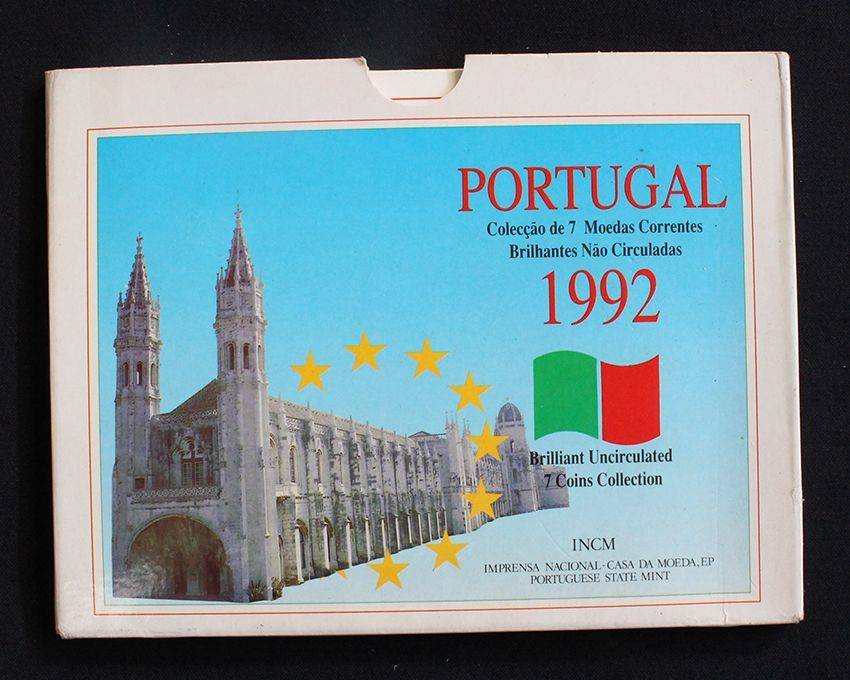 PORTUGAL
Colecção de 7 Moedas Correntes
Brilhantes Não Circuladas
1992
Brilliant Uncirculated
7 Coins Collection
INCM
IMPRENSA NACIONAL-CASA DA MOEDA, EP
PORTUGUESE STATE MINT